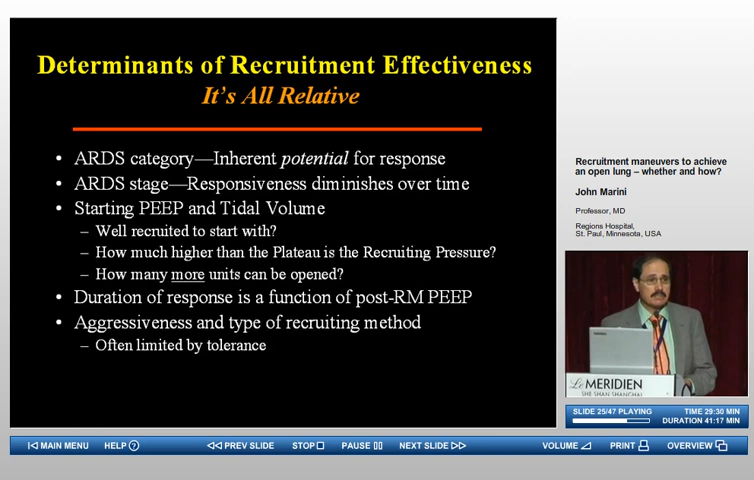 Determinants of Recruitment Effectiveness
It's All Relative
• ARDS category—Inherent potential for response
• ARDS stage—Responsiveness diminishes over time
• Starting PEEP and Tidal Volume
– Well recruited to start with?
– How much higher than the Plateau is the Recruiting Pressure?
– How many more units can be opened?
• Duration of response is a function of post-RM PEEP
• Aggressiveness and type of recruiting method
– Often limited by tolerance
Recruitment maneuvers to achieve
an open lung – whether and how?
John Marini
Professor, MD
Regions Hospital,
St. Paul, Minnesota, USA
Le MERIDIEN
SHE SHAN SHANGHAI
SLIDE 25/47 PLAYING TIME 29:30 MIN
DURATION 41:17 MIN
MAIN MENU HELP ? PREV SLIDE STOP PAUSE NEXT SLIDE VOLUME PRINT OVERVIEW